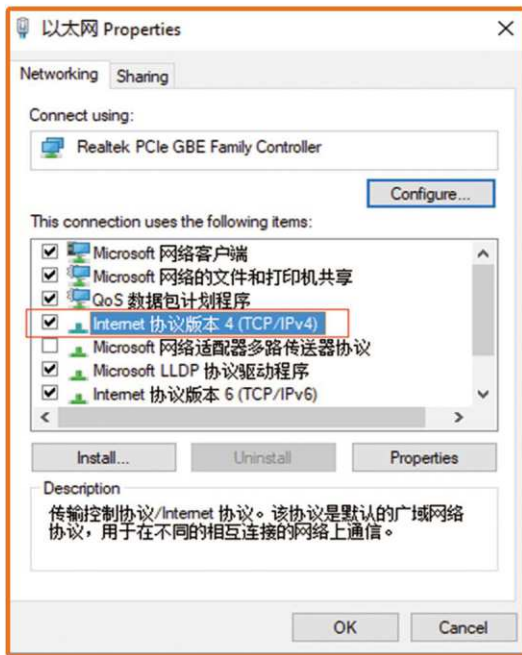 以太网 Properties
Networking Sharing
Connect using:
Realtek PCIe GBE Family Controller
Configure...
This connection uses the following items:
Microsoft 网络客户端
Microsoft 网络的文件和打印机共享
QoS 数据包计划程序
Internet 协议版本 4 (TCP/IPv4)
Microsoft 网络适配器多路传送器协议
Microsoft LLDP 协议驱动程序
Internet 协议版本 6 (TCP/IPv6)
Install... Uninstall Properties
Description
传输控制协议/Internet 协议。该协议是默认的广域网络
协议，用于在不同的相互连接的网络上通信。
OK Cancel